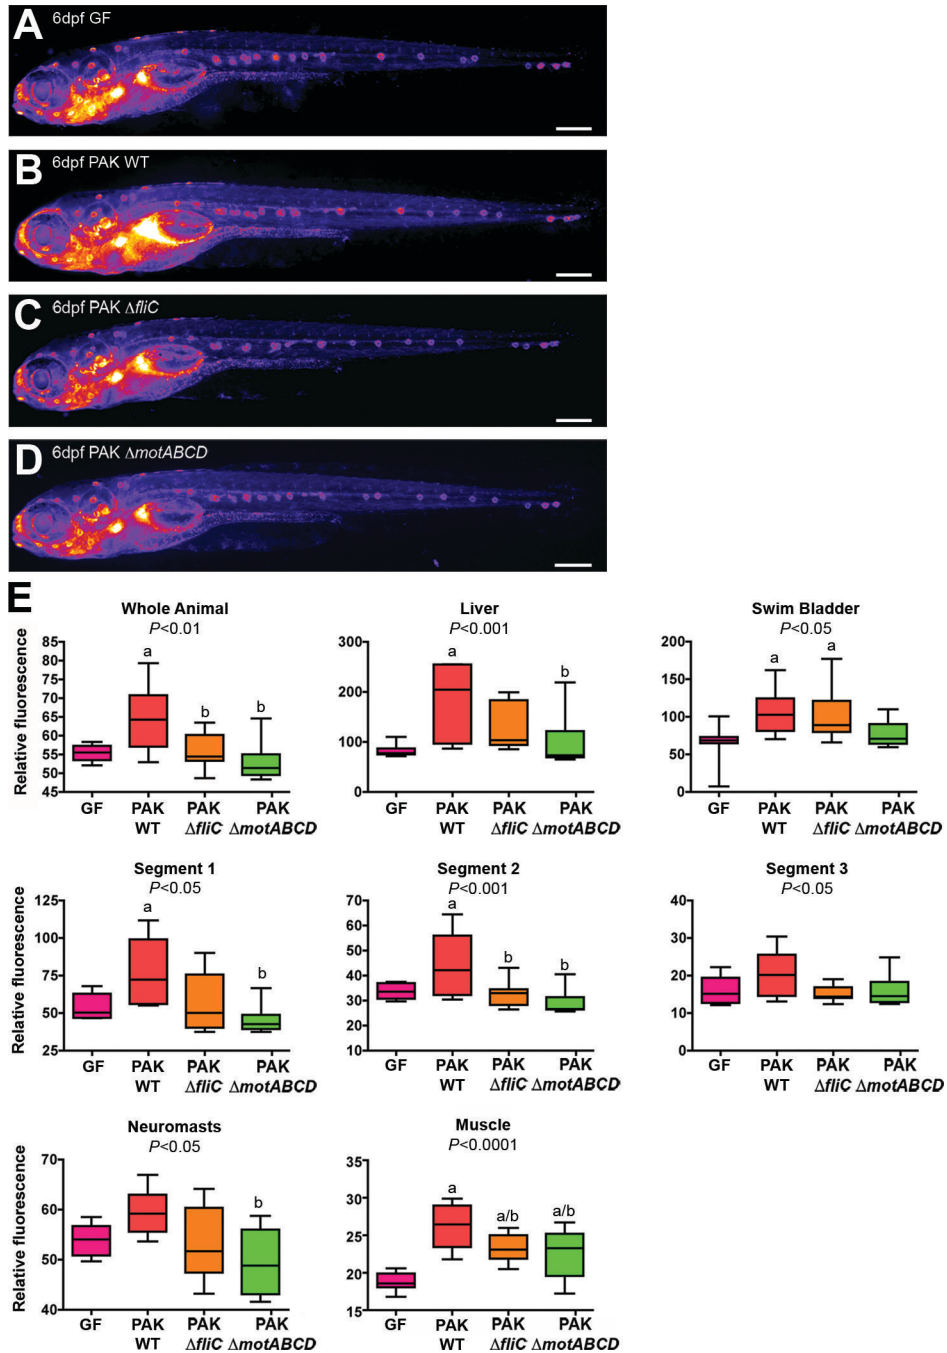 A 6dpf GF
B 6dpf PAK WT
C 6dpf PAK ΔfliC
D 6dpf PAK ΔmotABCD
E
Whole Animal
P<0.01
Relative fluorescence
85
80
75
70
65
60
55
50
45
a
b
b
GF PAK PAK PAK
WT ΔfliC ΔmotABCD
Liver
P<0.001
300
200
100
0
a
b
GF PAK PAK PAK
WT ΔfliC ΔmotABCD
Swim Bladder
P<0.05
200
150
100
50
0
a
a
GF PAK PAK PAK
WT ΔfliC ΔmotABCD
Segment 1
P<0.05
Relative fluorescence
125
100
75
50
25
a
b
GF PAK PAK PAK
WT ΔfliC ΔmotABCD
Segment 2
P<0.001
70
60
50
40
30
20
10
a
b
b
GF PAK PAK PAK
WT ΔfliC ΔmotABCD
Segment 3
P<0.05
40
30
20
10
0
GF PAK PAK PAK
WT ΔfliC ΔmotABCD
Neuromasts
P<0.05
Relative fluorescence
70
60
50
40
b
GF PAK PAK PAK
WT ΔfliC ΔmotABCD
Muscle
P<0.0001
35
30
25
20
15
a
a/b
a/b
GF PAK PAK PAK
WT ΔfliC ΔmotABCD